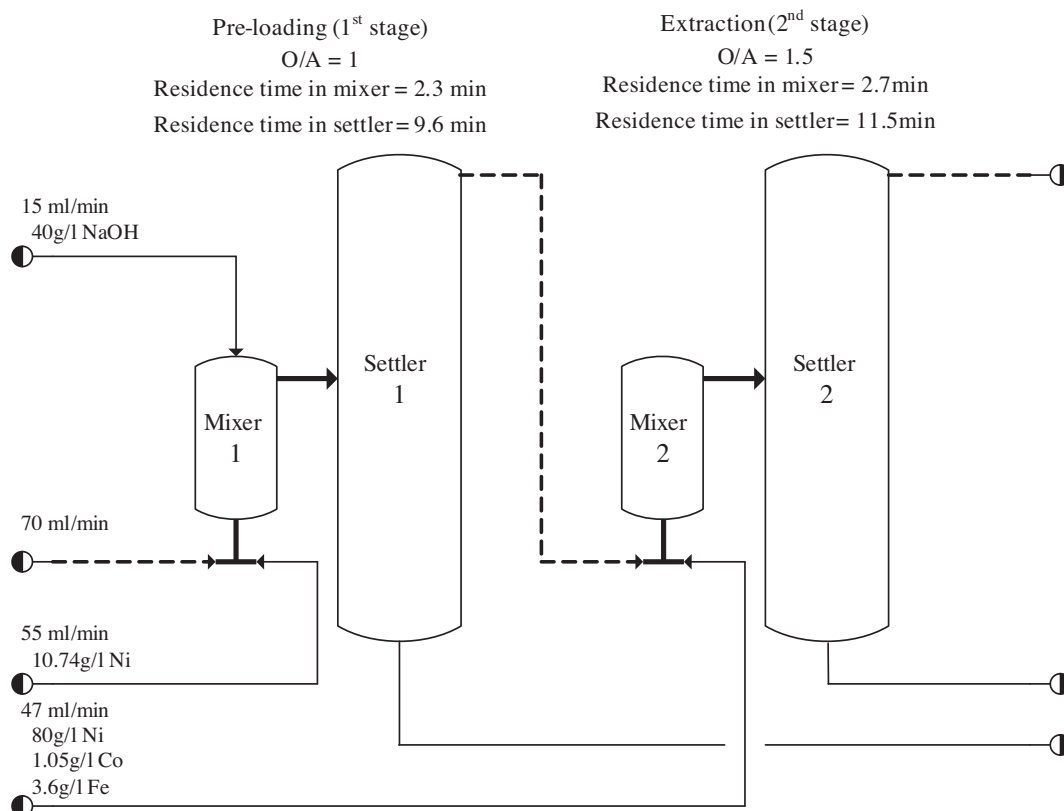 Pre-loading (1st stage)
O/A = 1
Residence time in mixer = 2.3 min
Residence time in settler = 9.6 min
Extraction (2nd stage)
O/A = 1.5
Residence time in mixer = 2.7min
Residence time in settler= 11.5min
15 ml/min
40g/l NaOH
Settler
1
Settler
2
Mixer
1
Mixer
2
70 ml/min
55 ml/min
10.74g/l Ni
47 ml/min
80g/l Ni
1.05g/l Co
3.6g/l Fe